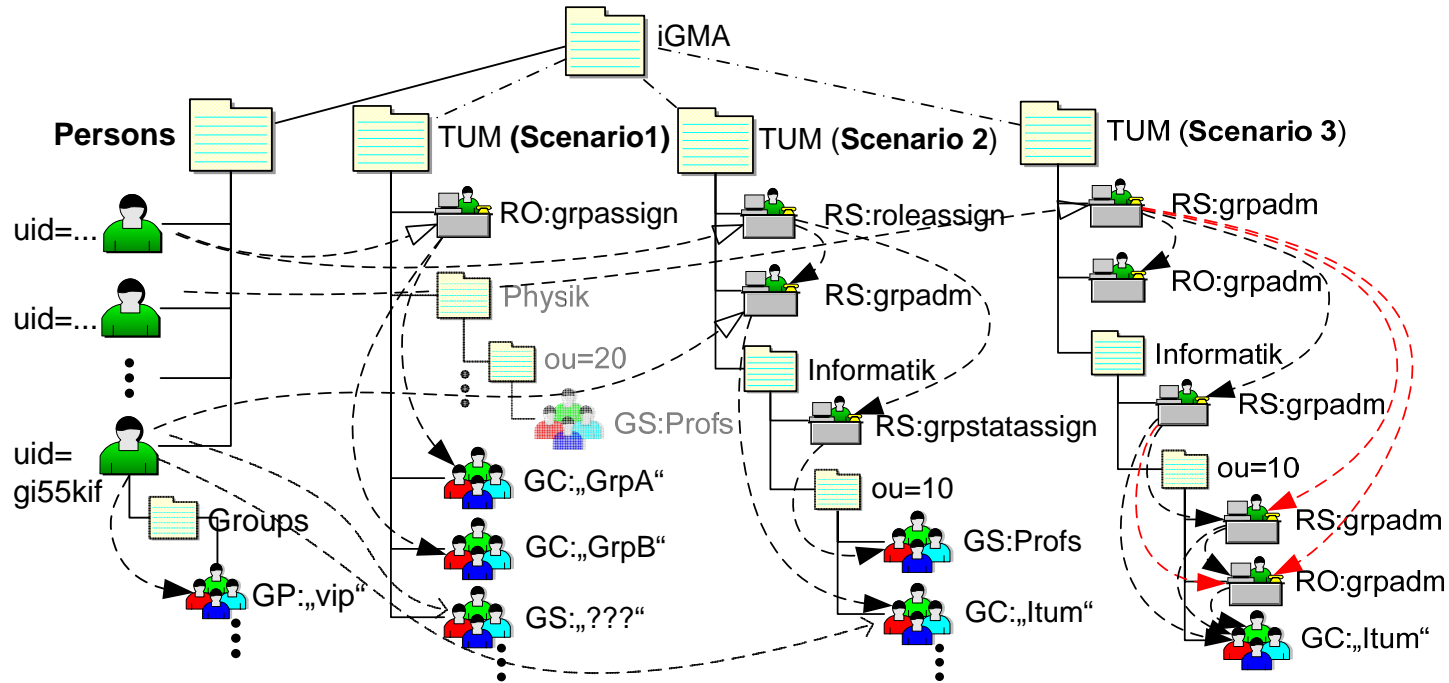 iGMA
Persons
TUM (Scenario1)
TUM (Scenario 2)
TUM (Scenario 3)
uid=...
uid=...
uid=
gi55kif
Groups
GP:„vip“
RO:grpassign
Physik
ou=20
GS:Profs
GC:„GrpA“
GC:„GrpB“
GS:„???“
RS:roleassign
RS:grpadm
Informatik
RS:grpstatassign
ou=10
GS:Profs
GC:„Itum“
RS:grpadm
RO:grpadm
Informatik
RS:grpadm
ou=10
RS:grpadm
RO:grpadm
GC:„Itum“